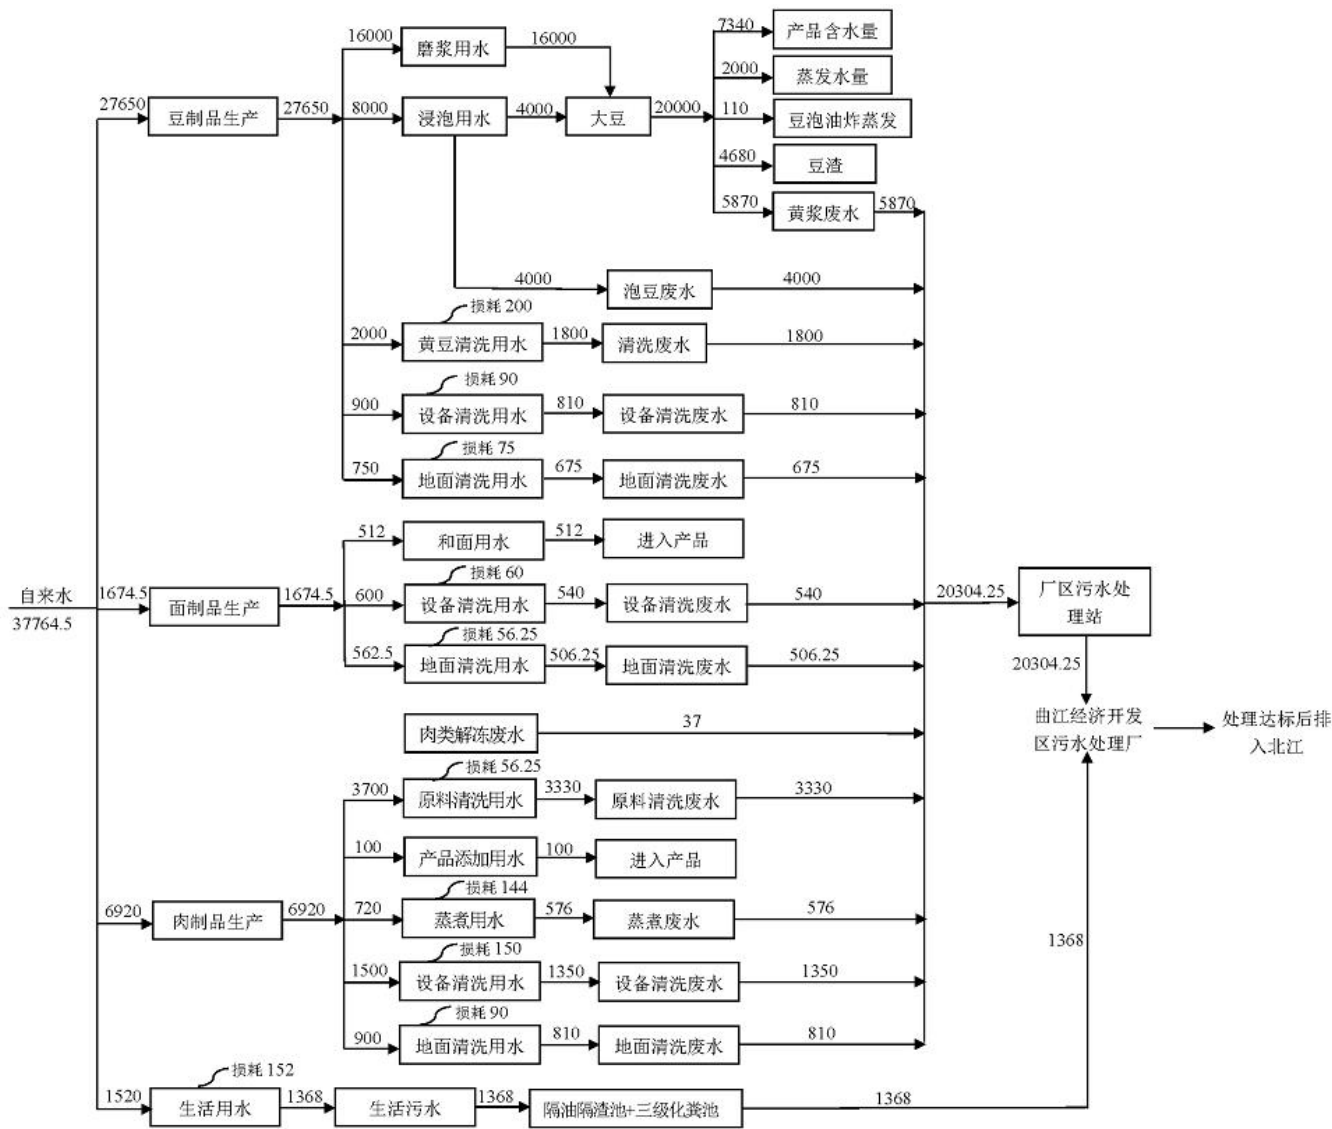 16000
磨浆用水
16000
7340
产品含水量
2000
蒸发水量
27650
豆制品生产
27650
8000
浸泡用水
4000
大豆
20000
110
豆泡油炸蒸发
4680
豆渣
5870
黄浆废水
5870
4000
泡豆废水
4000
损耗 200
2000
黄豆清洗用水
1800
清洗废水
1800
损耗 90
900
设备清洗用水
810
设备清洗废水
810
损耗 75
750
地面清洗用水
675
地面清洗废水
675
512
和面用水
512
进入产品
自来水
37764.5
1674.5
面制品生产
1674.5
损耗 60
600
设备清洗用水
540
设备清洗废水
540
20304.25
厂区污水处
理站
损耗 56.25
562.5
地面清洗用水
506.25
地面清洗废水
506.25
20304.25
肉类解冻废水
37
曲江经济开发
区污水处理厂
处理达标后排
入北江
损耗 56.25
3700
原料清洗用水
3330
原料清洗废水
3330
100
产品添加用水
100
进入产品
6920
肉制品生产
6920
损耗 144
720
蒸煮用水
576
蒸煮废水
576
1368
损耗 150
1500
设备清洗用水
1350
设备清洗废水
1350
损耗 90
900
地面清洗用水
810
地面清洗废水
810
损耗 152
1520
生活用水
1368
生活污水
1368
隔油隔渣池+三级化粪池
1368